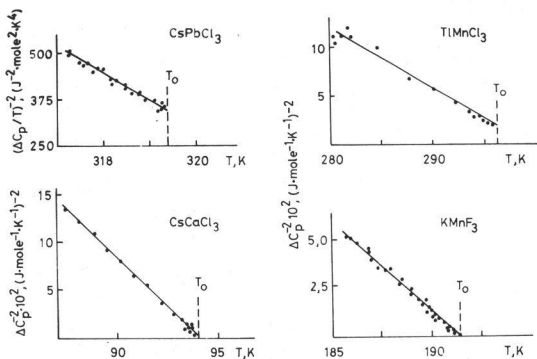 CsPbCl₃
(ΔCp/T)⁻², (J⁻²·mole²·K⁴)
500
375
250
T₀
318
320
T,K
TlMnCl₃
10
5
T₀
280
290
T,K
CsCaCl₃
ΔCp⁻²·10², (J·mole⁻¹·K⁻¹)⁻²
15
10
5
0
T₀
90
95
T,K
KMnF₃
ΔCp⁻²·10², (J·mole⁻¹·K⁻¹)⁻²
5,0
2,5
0
T₀
185
190
T,K